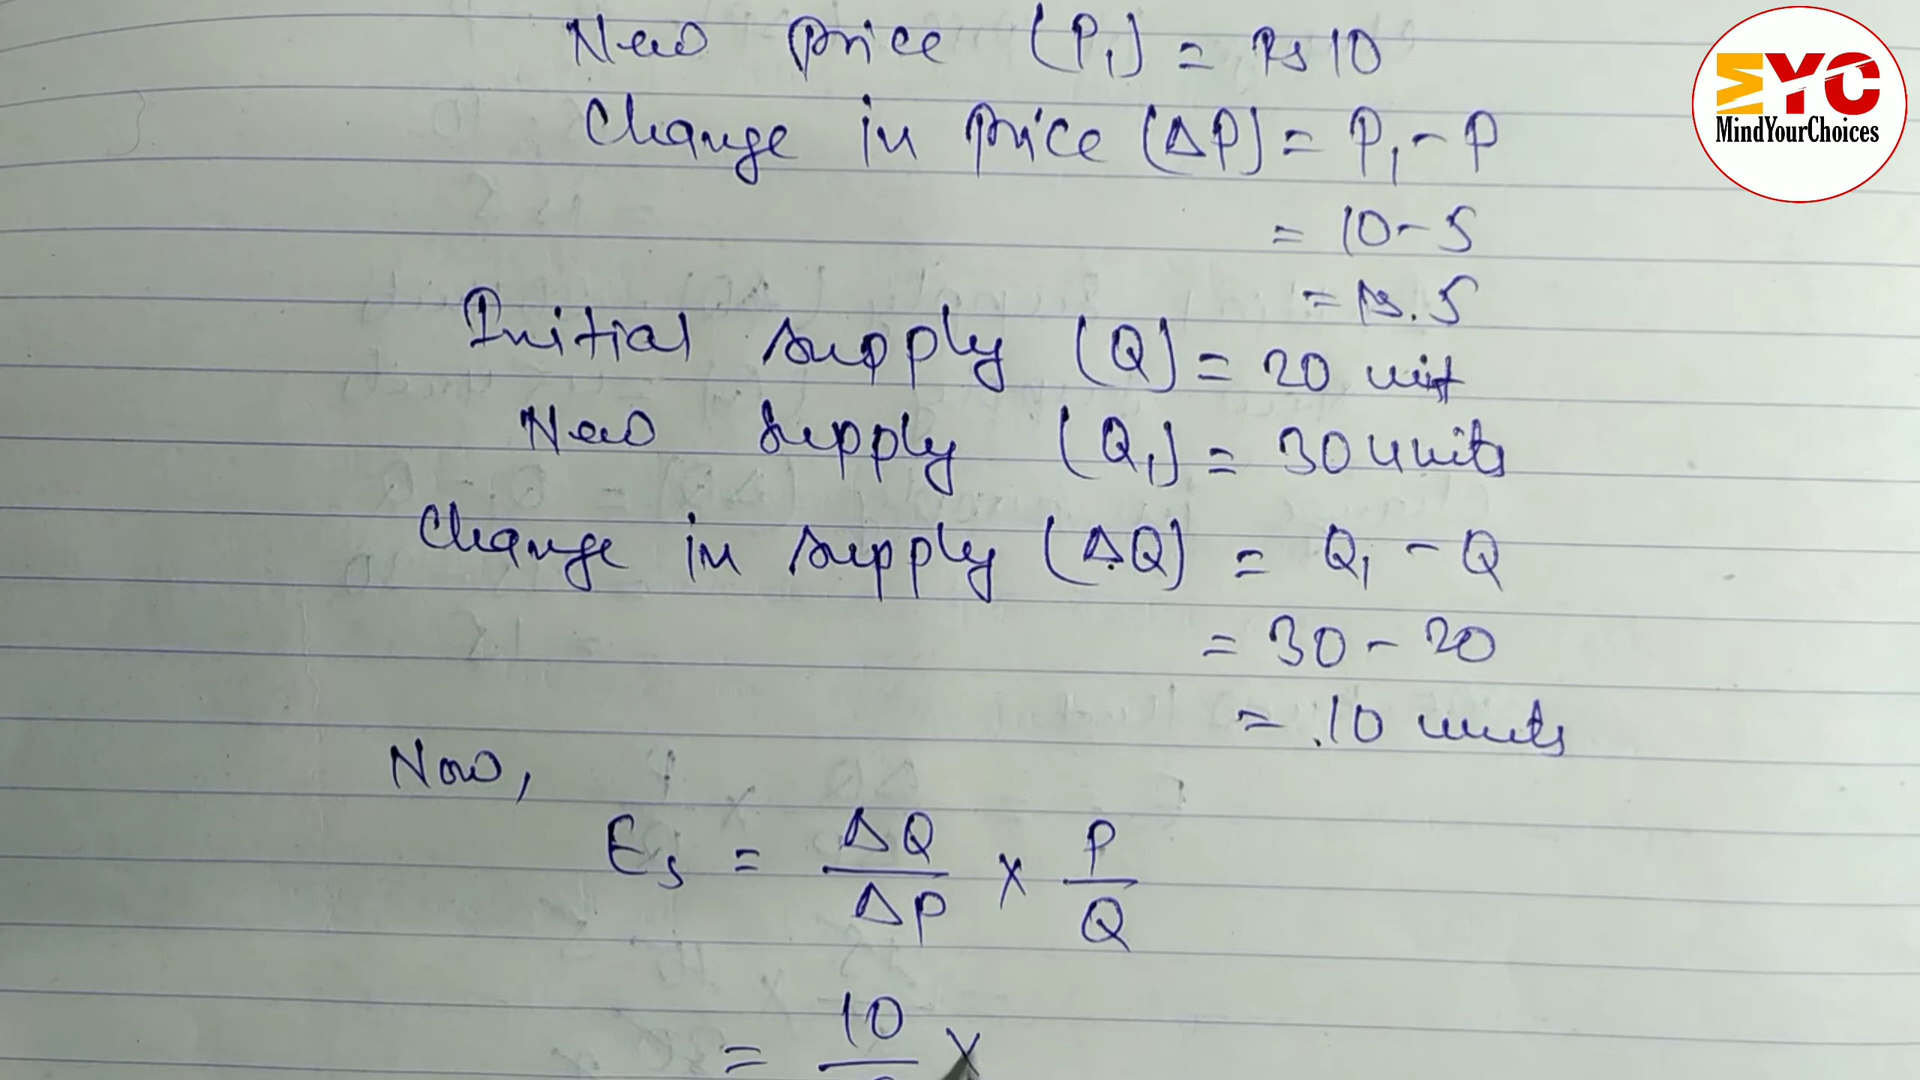 New price (P₁) = Rs 10
Change in price (ΔP) = P₁ - P
= 10 - 5
= Rs. 5
Initial supply (Q) = 20 unit
New supply (Q₁) = 30 units
Change in supply (ΔQ) = Q₁ - Q
= 30 - 20
= 10 units
Now,
Es = ΔQ/ΔP × P/Q
= 10/ ×
MYC
MindYourChoices